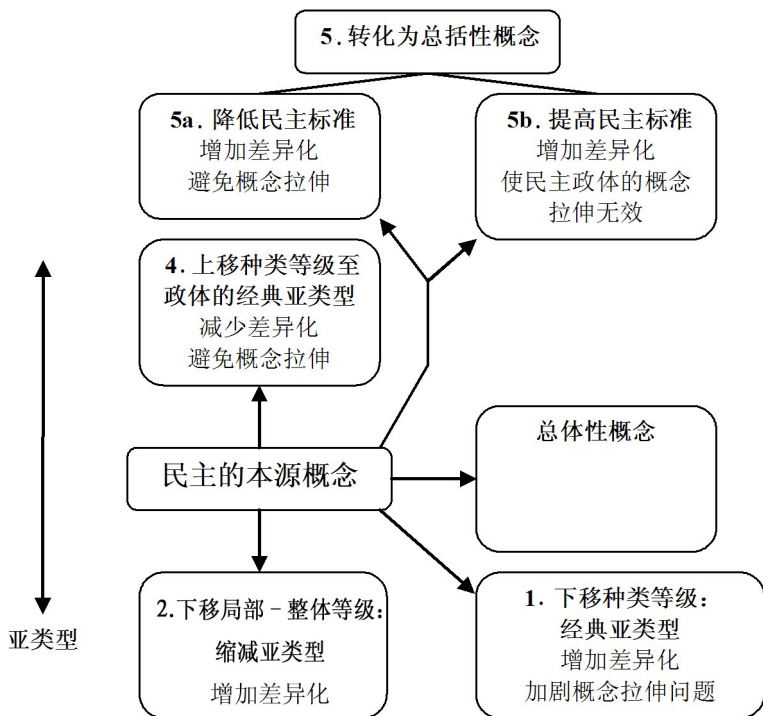 5.转化为总括性概念
5a.降低民主标准
增加差异化
避免概念拉伸
5b.提高民主标准
增加差异化
使民主政体的概念
拉伸无效
4.上移种类等级至
政体的经典亚类型
减少差异化
避免概念拉伸
总体性概念
民主的本源概念
2.下移局部-整体等级：
缩减亚类型
增加差异化
1.下移种类等级：
经典亚类型
增加差异化
加剧概念拉伸问题
亚类型